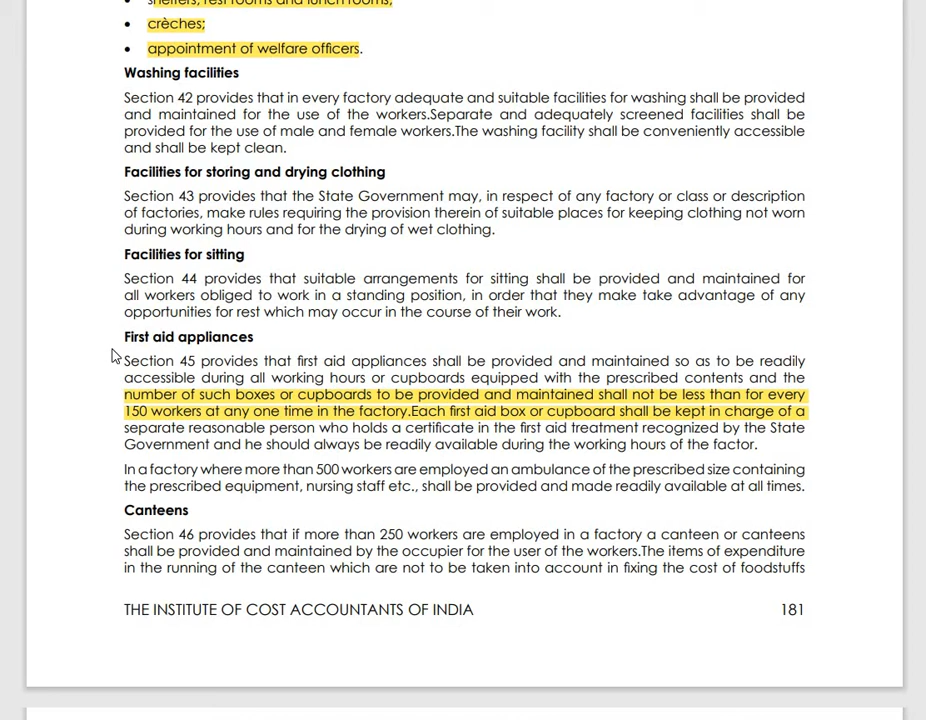 shelters, rest rooms and lunch rooms;
• crèches;
• appointment of welfare officers.
Washing facilities
Section 42 provides that in every factory adequate and suitable facilities for washing shall be provided
and maintained for the use of the workers.Separate and adequately screened facilities shall be
provided for the use of male and female workers.The washing facility shall be conveniently accessible
and shall be kept clean.
Facilities for storing and drying clothing
Section 43 provides that the State Government may, in respect of any factory or class or description
of factories, make rules requiring the provision therein of suitable places for keeping clothing not worn
during working hours and for the drying of wet clothing.
Facilities for sitting
Section 44 provides that suitable arrangements for sitting shall be provided and maintained for
all workers obliged to work in a standing position, in order that they make take advantage of any
opportunities for rest which may occur in the course of their work.
First aid appliances
Section 45 provides that first aid appliances shall be provided and maintained so as to be readily
accessible during all working hours or cupboards equipped with the prescribed contents and the
number of such boxes or cupboards to be provided and maintained shall not be less than for every
150 workers at any one time in the factory.Each first aid box or cupboard shall be kept in charge of a
separate reasonable person who holds a certificate in the first aid treatment recognized by the State
Government and he should always be readily available during the working hours of the factor.
In a factory where more than 500 workers are employed an ambulance of the prescribed size containing
the prescribed equipment, nursing staff etc., shall be provided and made readily available at all times.
Canteens
Section 46 provides that if more than 250 workers are employed in a factory a canteen or canteens
shall be provided and maintained by the occupier for the user of the workers.The items of expenditure
in the running of the canteen which are not to be taken into account in fixing the cost of foodstuffs
THE INSTITUTE OF COST ACCOUNTANTS OF INDIA 181